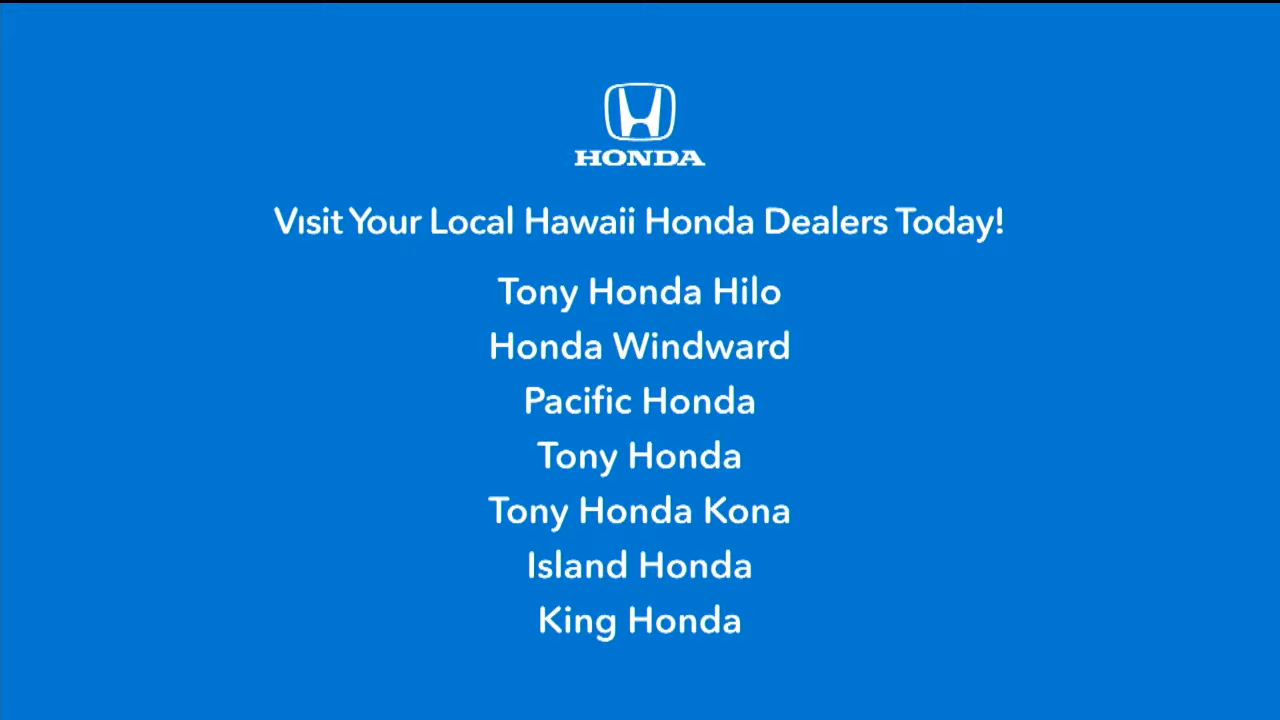 HONDA
Visit Your Local Hawaii Honda Dealers Today!
Tony Honda Hilo
Honda Windward
Pacific Honda
Tony Honda
Tony Honda Kona
Island Honda
King Honda